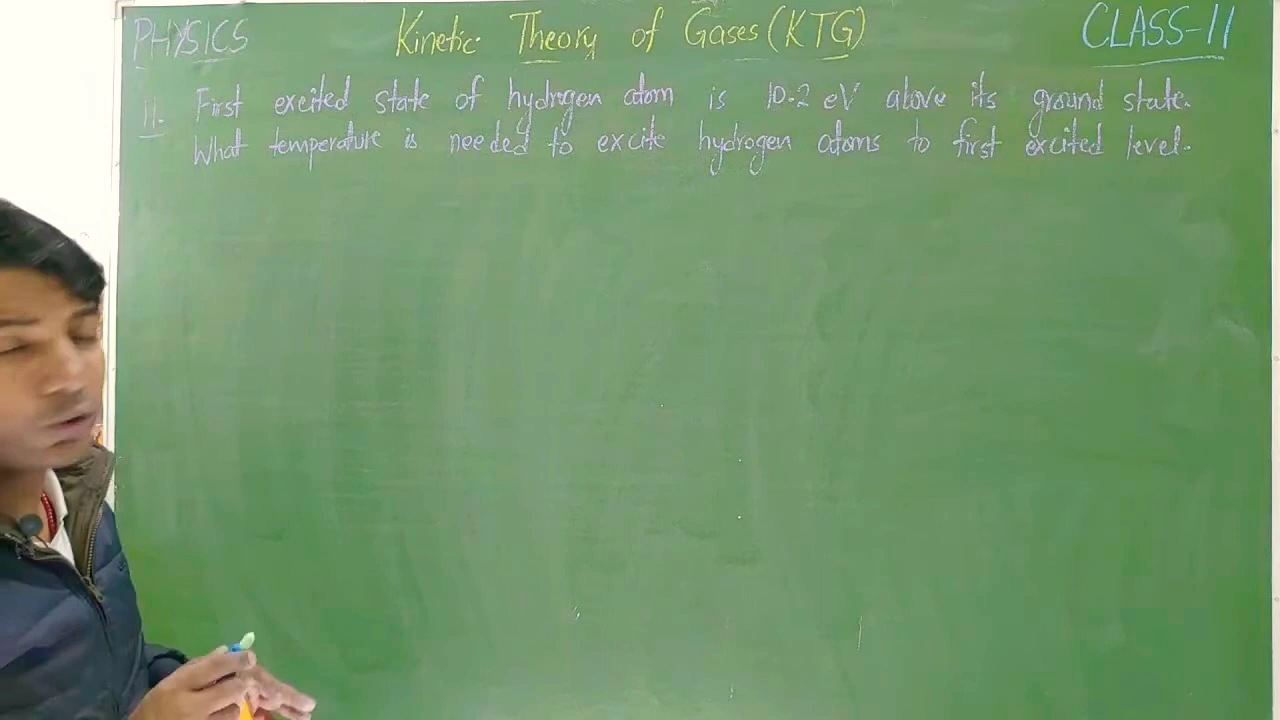 PHYSICS Kinetic Theory of Gases (KTG) CLASS-11
11. First excited state of hydrogen atom is 10.2 eV above its ground state.
What temperature is needed to excite hydrogen atoms to first excited level.